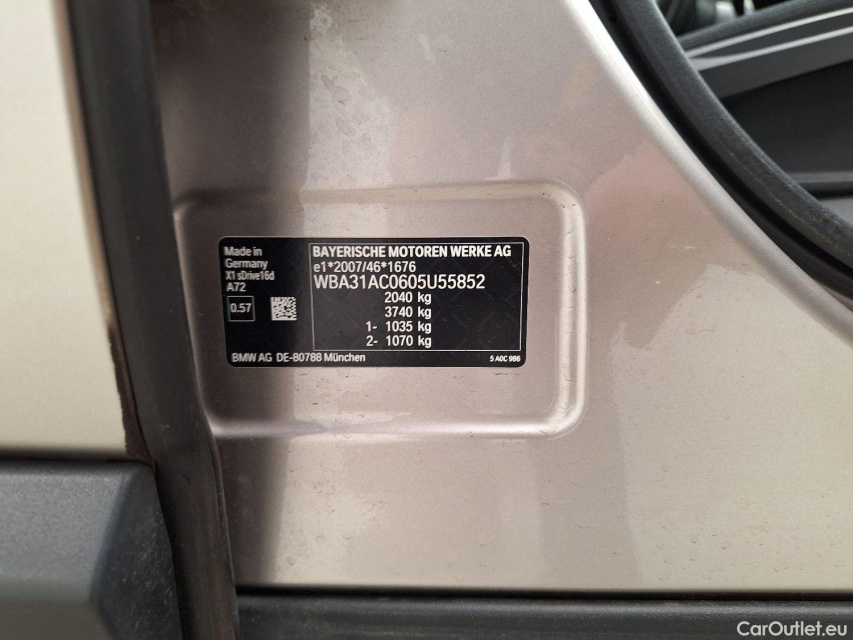 Made in
Germany
X1 sDrive16d
A72
0.57
BAYERISCHE MOTOREN WERKE AG
e1*2007/46*1676
WBA31AC0605U55852
2040 kg
3740 kg
1- 1035 kg
2- 1070 kg
BMW AG DE-80788 München
5 A0C 986
CarOutlet.eu